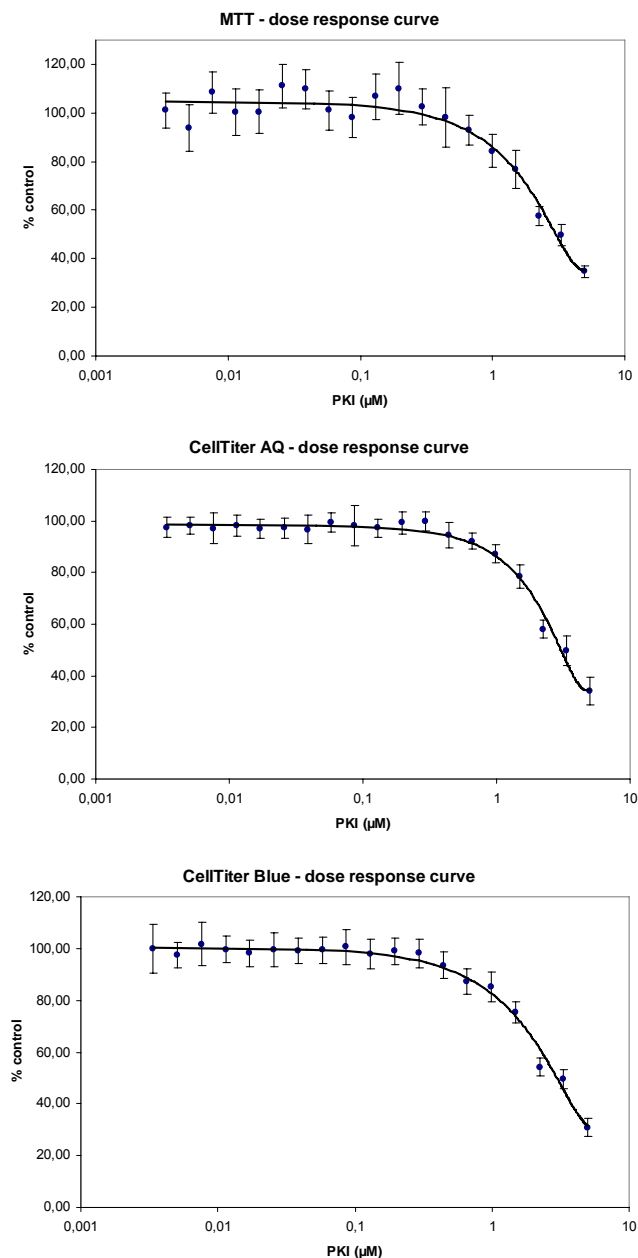 MTT - dose response curve
120,00
100,00
80,00
60,00
40,00
20,00
0,00
% control
0,001 0,01 0,1 1 10
PKI (µM)
CellTiter AQ - dose response curve
120,00
100,00
80,00
60,00
40,00
20,00
0,00
% control
0,001 0,01 0,1 1 10
PKI (µM)
CellTiter Blue - dose response curve
120,00
100,00
80,00
60,00
40,00
20,00
0,00
% control
0,001 0,01 0,1 1 10
PKI (µM)